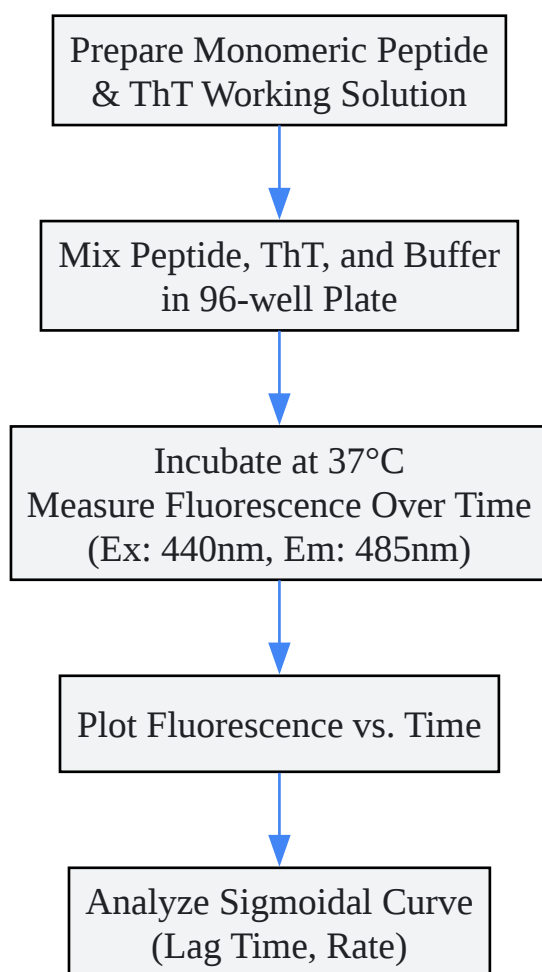 Prepare Monomeric Peptide
& ThT Working Solution
Mix Peptide, ThT, and Buffer
in 96-well Plate
Incubate at 37°C
Measure Fluorescence Over Time
(Ex: 440nm, Em: 485nm)
Plot Fluorescence vs. Time
Analyze Sigmoidal Curve
(Lag Time, Rate)